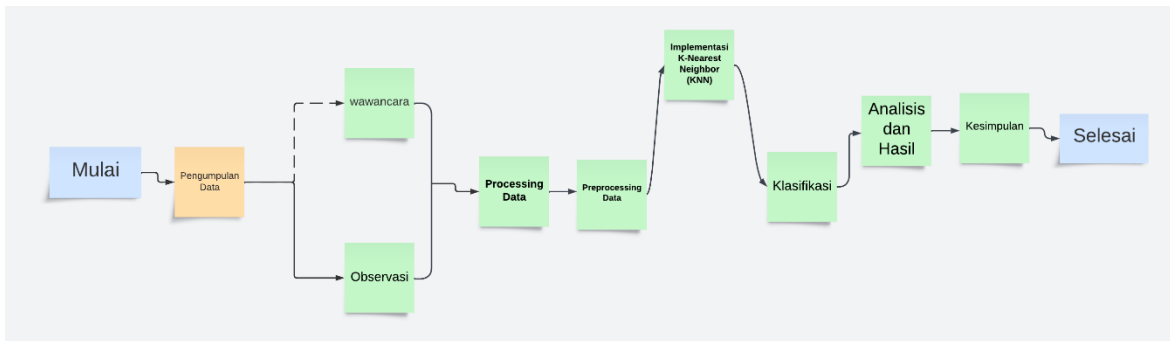 Mulai
Pengumpulan
Data
wawancara
Observasi
Processing
Data
Preprocessing
Data
Implementasi
K-Nearest
Neighbor
(KNN)
Klasifikasi
Analisis
dan
Hasil
Kesimpulan
Selesai